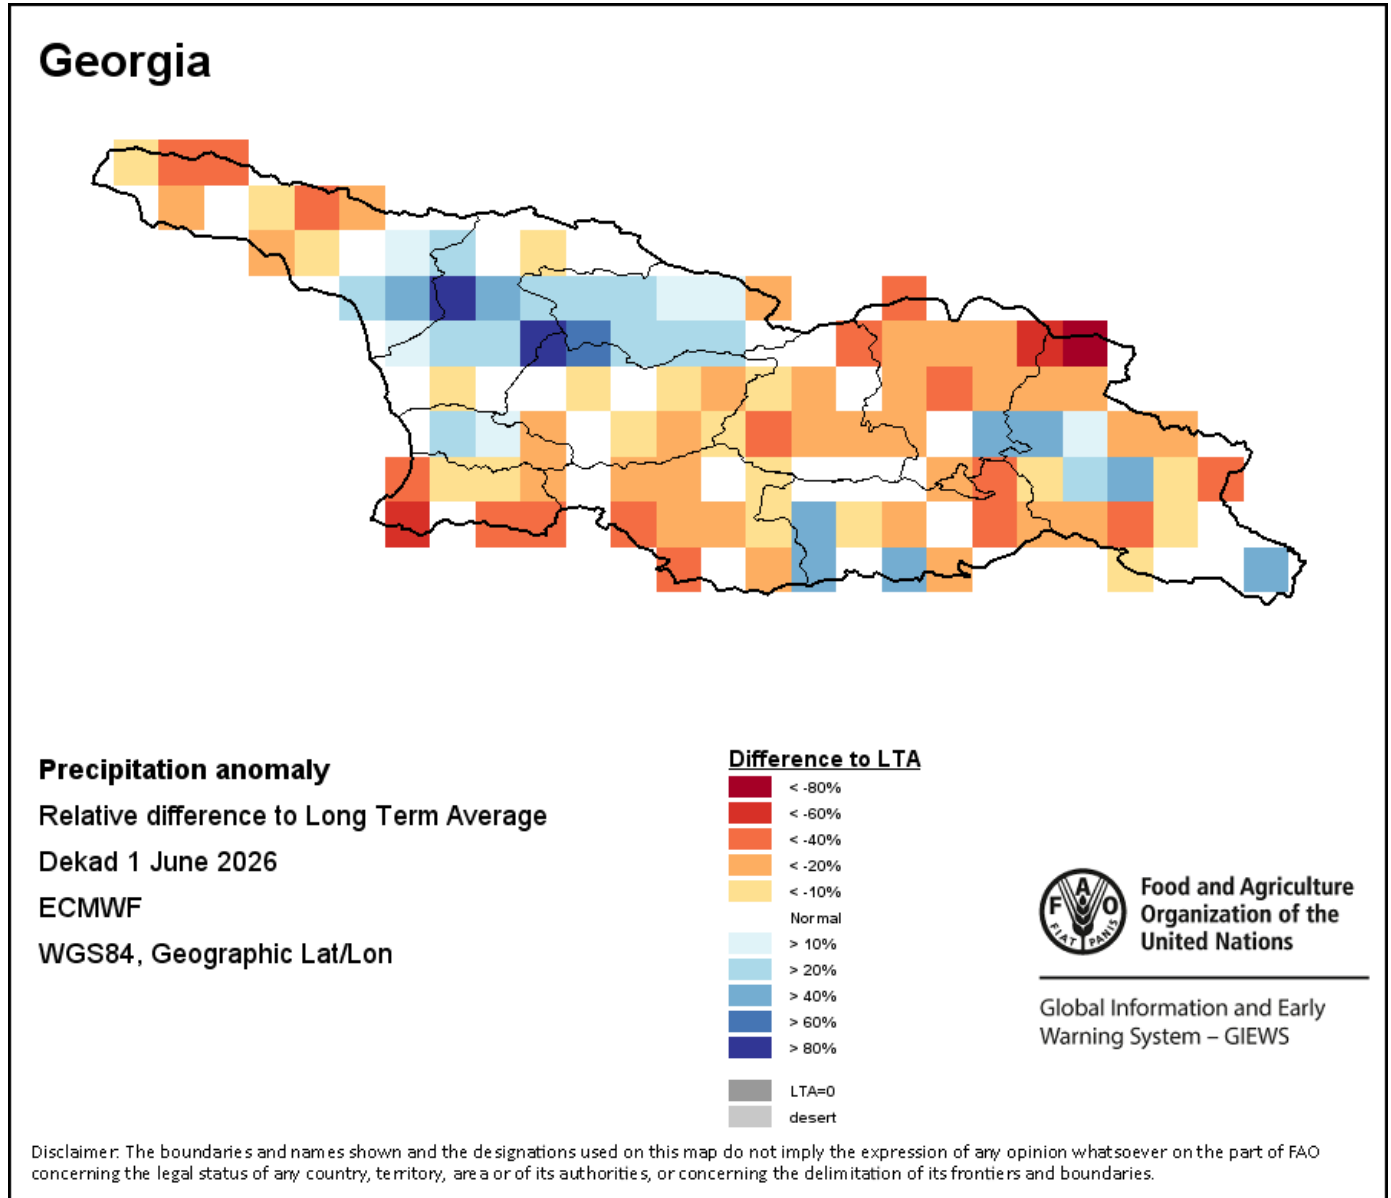 Georgia
Precipitation anomaly
Relative difference to Long Term Average
Dekad 1 June 2026
ECMWF
WGS84, Geographic Lat/Lon
Difference to LTA
< -80%
< -60%
< -40%
< -20%
< -10%
Normal
> 10%
> 20%
> 40%
> 60%
> 80%
LTA=0
desert
F A O
FIAT PANIS
Food and Agriculture
Organization of the
United Nations
Global Information and Early
Warning System – GIEWS
Disclaimer: The boundaries and names shown and the designations used on this map do not imply the expression of any opinion whatsoever on the part of FAO
concerning the legal status of any country, territory, area or of its authorities, or concerning the delimitation of its frontiers and boundaries.